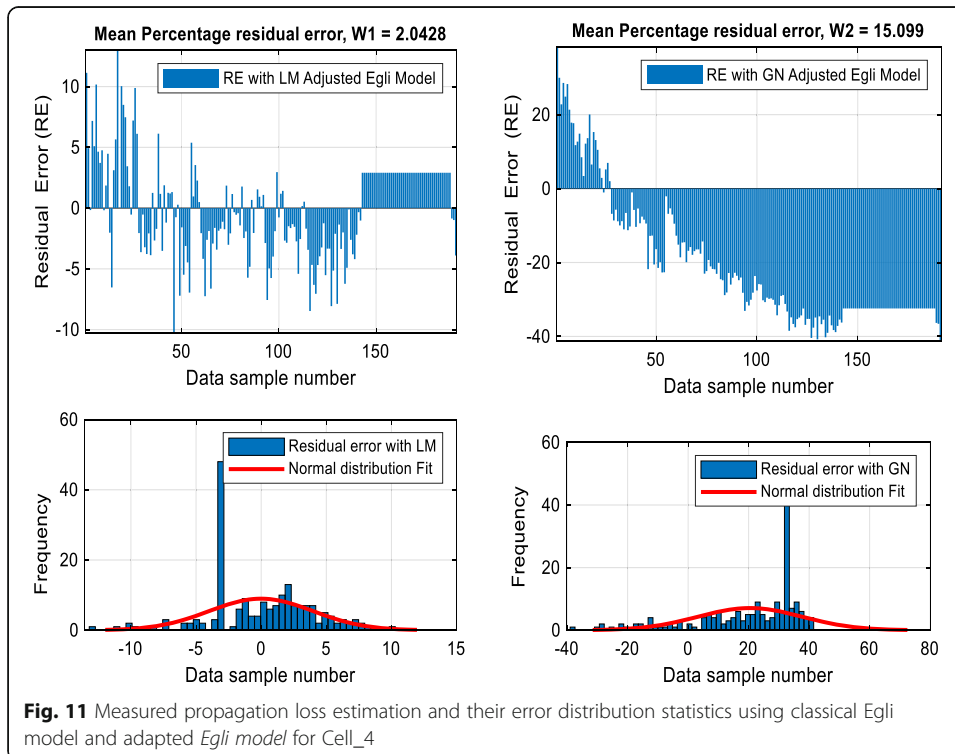 Mean Percentage residual error, W1 = 2.0428
RE with LM Adjusted Egli Model
Residual Error (RE)
10
5
0
-5
-10
50
100
150
Data sample number
Mean Percentage residual error, W2 = 15.099
RE with GN Adjusted Egli Model
Residual Error (RE)
20
0
-20
-40
50
100
150
Data sample number
Residual error with LM
Normal distribution Fit
Frequency
60
40
20
0
-10
-5
0
5
10
15
Data sample number
Residual error with GN
Normal distribution Fit
Frequency
60
40
20
0
-40
-20
0
20
40
60
80
Data sample number
Fig. 11 Measured propagation loss estimation and their error distribution statistics using classical Egli
model and adapted Egli model for Cell_4